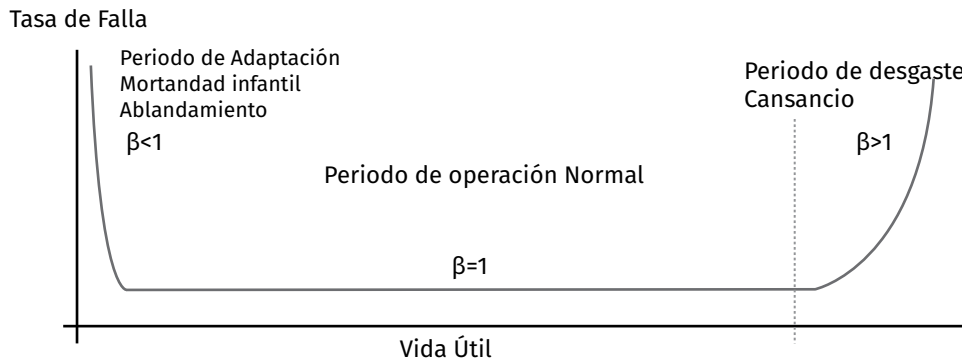 Tasa de Falla
Periodo de Adaptación
Mortandad infantil
Ablandamiento
β<1
Periodo de desgaste
Cansancio
β>1
Periodo de operación Normal
β=1
Vida Útil